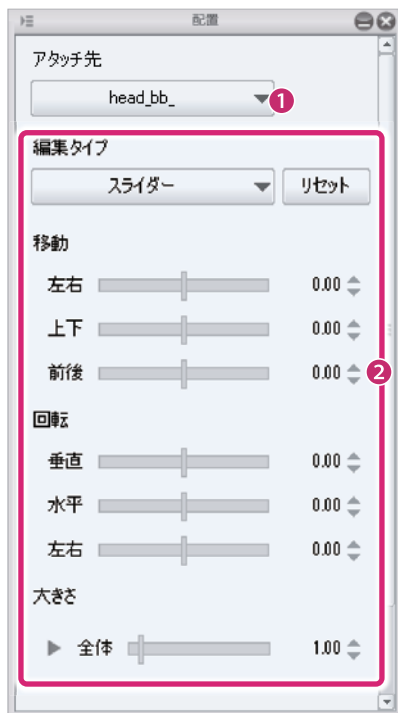 配置
アタッチ先
head_bb_
1
編集タイプ
スライダー リセット
移動
左右 0.00
上下 0.00
前後 0.00
2
回転
垂直 0.00
水平 0.00
左右 0.00
大きさ
全体 1.00